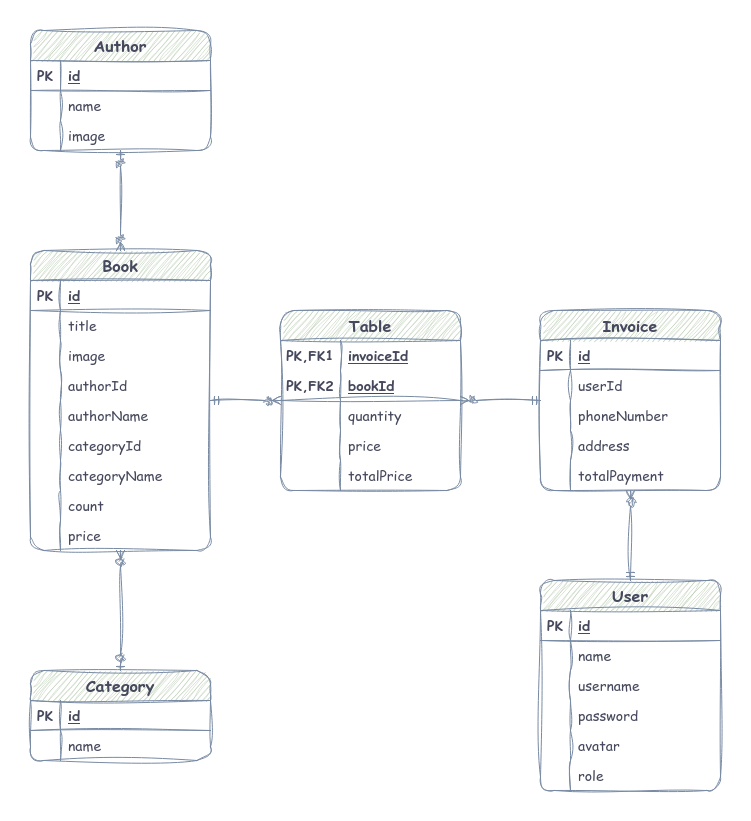 Author
PK id
name
image
Book
PK id
title
image
authorId
authorName
categoryId
categoryName
count
price
Table
PK,FK1 invoiceId
PK,FK2 bookId
quantity
price
totalPrice
Invoice
PK id
userId
phoneNumber
address
totalPayment
Category
PK id
name
User
PK id
name
username
password
avatar
role